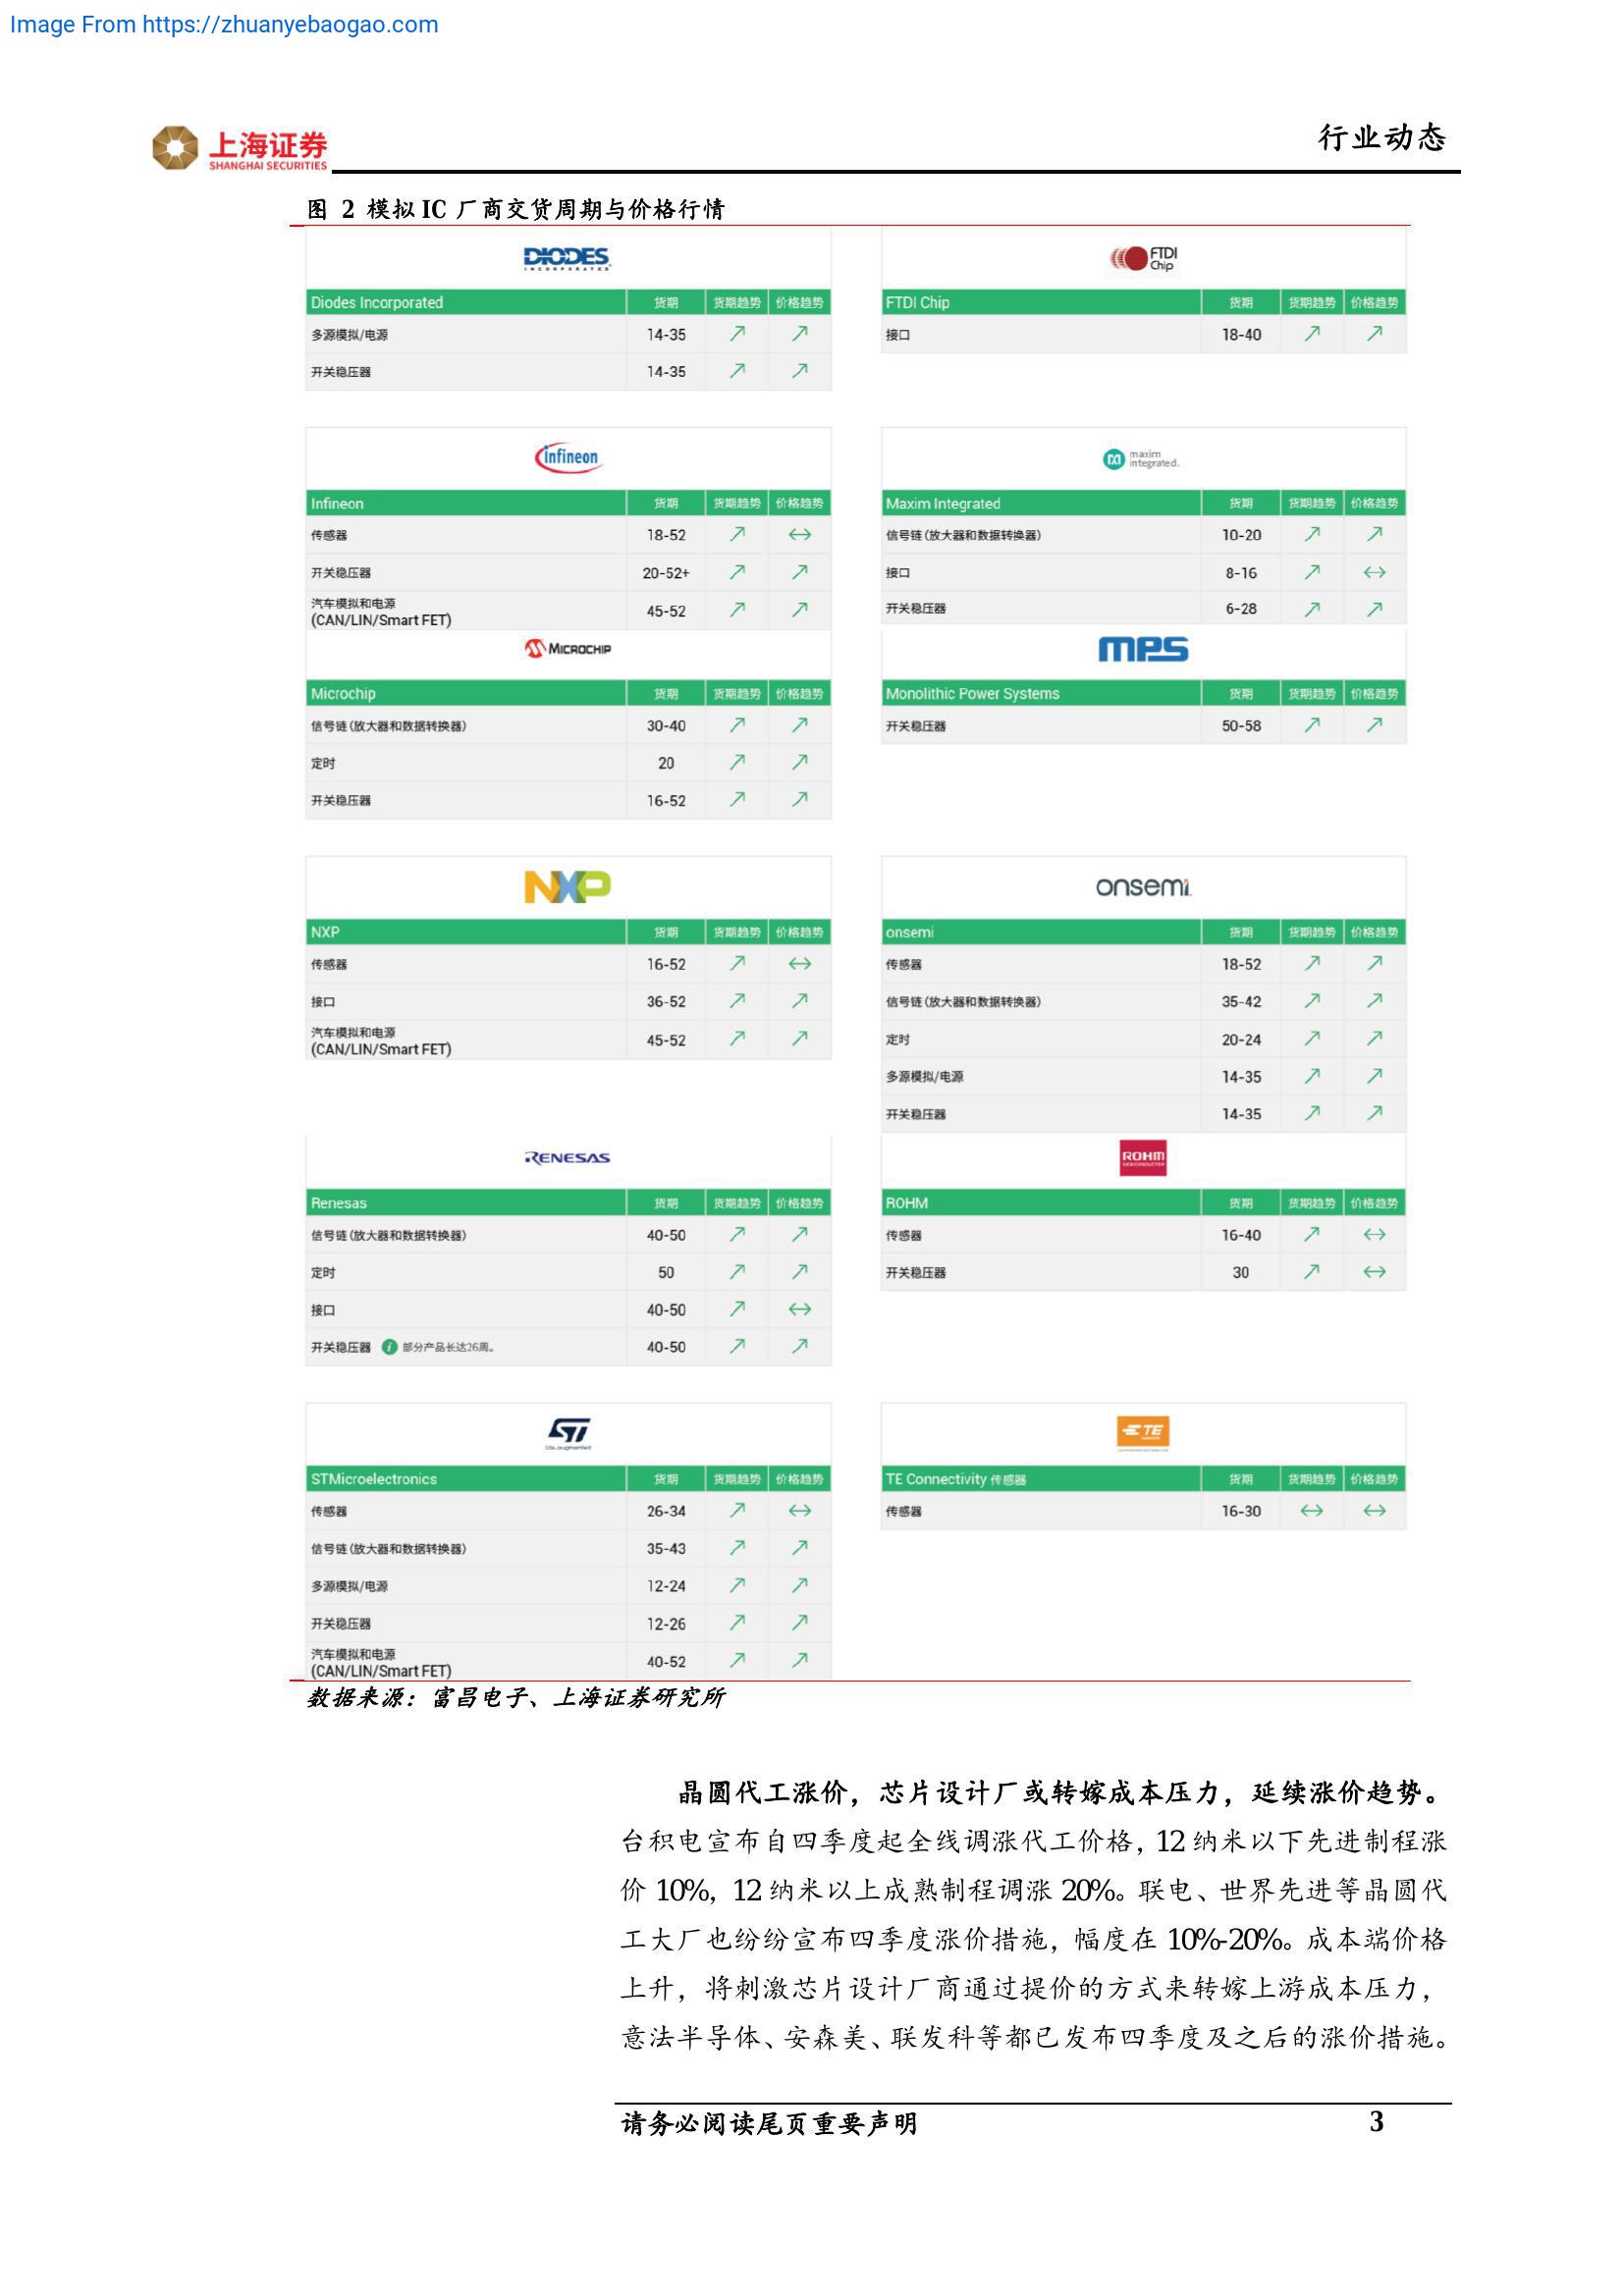 Image From https://zhuanyebaogao.com
上海证券
SHANGHAI SECURITIES
行业动态
图 2 模拟 IC 厂商交货周期与价格行情
DIODES
INCORPORATED
Diodes Incorporated 货期 货期趋势 价格趋势
多源模拟/电源 14-35 ↗ ↗
开关稳压器 14-35 ↗ ↗
FTDI
Chip
FTDI Chip 货期 货期趋势 价格趋势
接口 18-40 ↗ ↗
infineon
Infineon 货期 货期趋势 价格趋势
传感器 18-52 ↗ ↔
开关稳压器 20-52+ ↗ ↗
汽车模拟和电源
(CAN/LIN/Smart FET) 45-52 ↗ ↗
maxim
integrated.
Maxim Integrated 货期 货期趋势 价格趋势
信号链(放大器和数据转换器) 10-20 ↗ ↗
接口 8-16 ↗ ↔
开关稳压器 6-28 ↗ ↗
MICROCHIP
Microchip 货期 货期趋势 价格趋势
信号链(放大器和数据转换器) 30-40 ↗ ↗
定时 20 ↗ ↗
开关稳压器 16-52 ↗ ↗
mPS
Monolithic Power Systems 货期 货期趋势 价格趋势
开关稳压器 50-58 ↗ ↗
NXP
NXP 货期 货期趋势 价格趋势
传感器 16-52 ↗ ↔
接口 36-52 ↗ ↗
汽车模拟和电源
(CAN/LIN/Smart FET) 45-52 ↗ ↗
onsemi
onsemi 货期 货期趋势 价格趋势
传感器 18-52 ↗ ↗
信号链(放大器和数据转换器) 35-42 ↗ ↗
定时 20-24 ↗ ↗
多源模拟/电源 14-35 ↗ ↗
开关稳压器 14-35 ↗ ↗
RENESAS
Renesas 货期 货期趋势 价格趋势
信号链(放大器和数据转换器) 40-50 ↗ ↗
定时 50 ↗ ↗
接口 40-50 ↗ ↔
开关稳压器 i 部分产品长达26周。 40-50 ↗ ↗
ROHM
SEMICONDUCTOR
ROHM 货期 货期趋势 价格趋势
传感器 16-40 ↗ ↔
开关稳压器 30 ↗ ↔
ST
life.augmented
STMicroelectronics 货期 货期趋势 价格趋势
传感器 26-34 ↗ ↔
信号链(放大器和数据转换器) 35-43 ↗ ↗
多源模拟/电源 12-24 ↗ ↗
开关稳压器 12-26 ↗ ↗
汽车模拟和电源
(CAN/LIN/Smart FET) 40-52 ↗ ↗
TE
TE Connectivity 传感器 货期 货期趋势 价格趋势
传感器 16-30 ↔ ↔
数据来源：富昌电子、上海证券研究所
晶圆代工涨价，芯片设计厂或转嫁成本压力，延续涨价趋势。
台积电宣布自四季度起全线调涨代工价格，12 纳米以下先进制程涨
价 10%，12 纳米以上成熟制程调涨 20%。联电、世界先进等晶圆代
工大厂也纷纷宣布四季度涨价措施，幅度在 10%-20%。成本端价格
上升，将刺激芯片设计厂商通过提价的方式来转嫁上游成本压力，
意法半导体、安森美、联发科等都已发布四季度及之后的涨价措施。
请务必阅读尾页重要声明 3